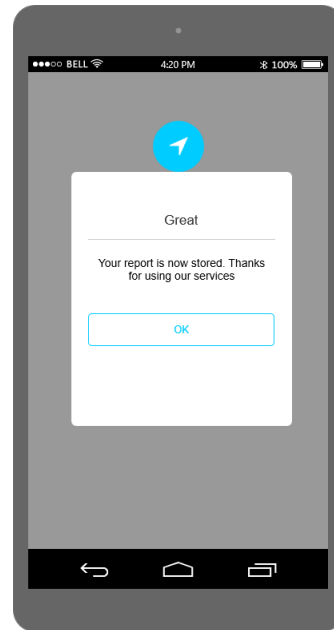 BELL 4:20 PM 100%
Great
Your report is now stored. Thanks
for using our services
OK